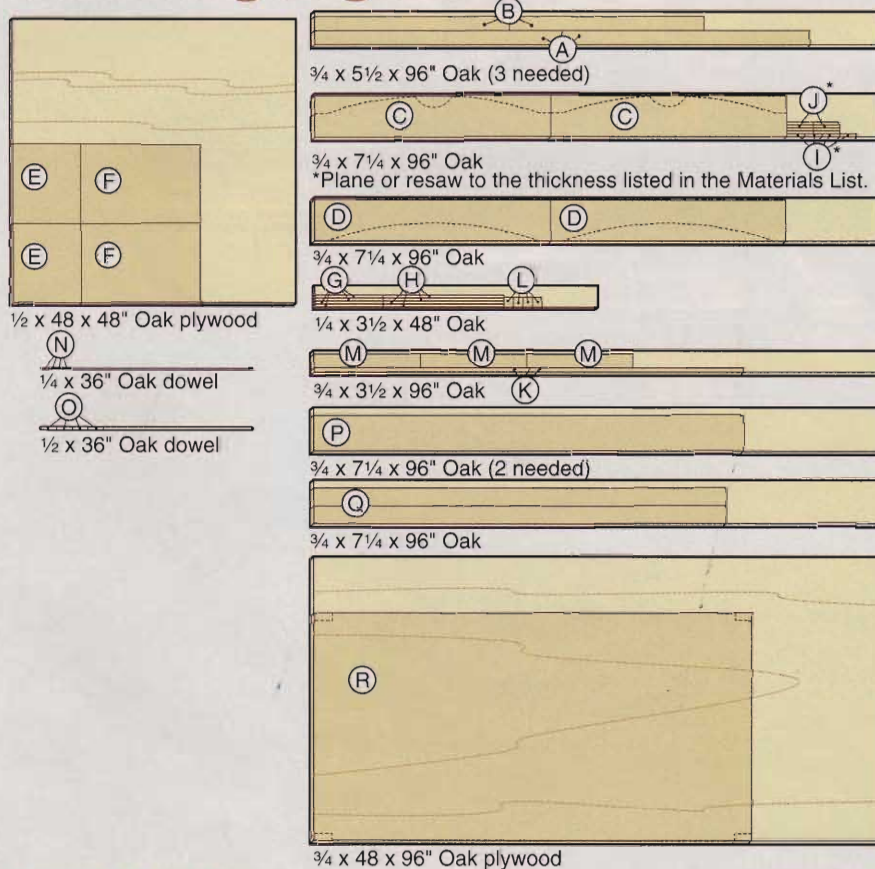 B
A
¾ x 5½ x 96" Oak (3 needed)
C C J*
I*
¾ x 7¼ x 96" Oak
*Plane or resaw to the thickness listed in the Materials List.
D D
¾ x 7¼ x 96" Oak
E F
E F
½ x 48 x 48" Oak plywood
G H L
¼ x 3½ x 48" Oak
N
¼ x 36" Oak dowel
O
½ x 36" Oak dowel
M M M
K
¾ x 3½ x 96" Oak
P
¾ x 7¼ x 96" Oak (2 needed)
Q
¾ x 7¼ x 96" Oak
R
¾ x 48 x 96" Oak plywood